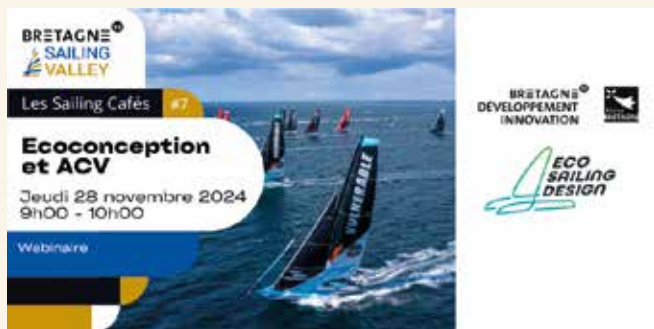 BRETAGNE
SAILING
VALLEY
Les Sailing Cafés #7
Ecoconception
et ACV
Jeudi 28 novembre 2024
9h00 - 10h00
Webinaire
VULNERABLE
BRETAGNE
DÉVELOPPEMENT
INNOVATION
ECO
SAILING
DESIGN